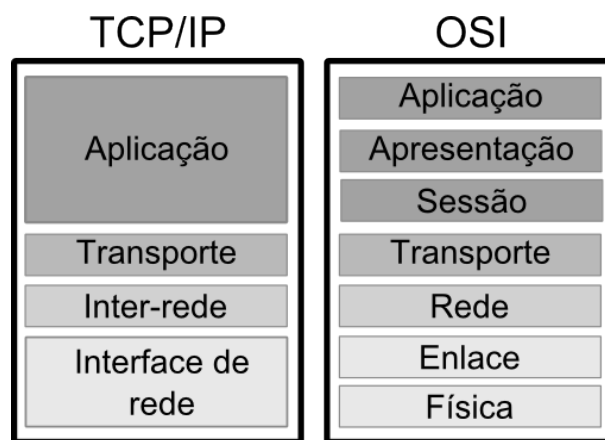 TCP/IP
Aplicação
Transporte
Inter-rede
Interface de
rede
OSI
Aplicação
Apresentação
Sessão
Transporte
Rede
Enlace
Física